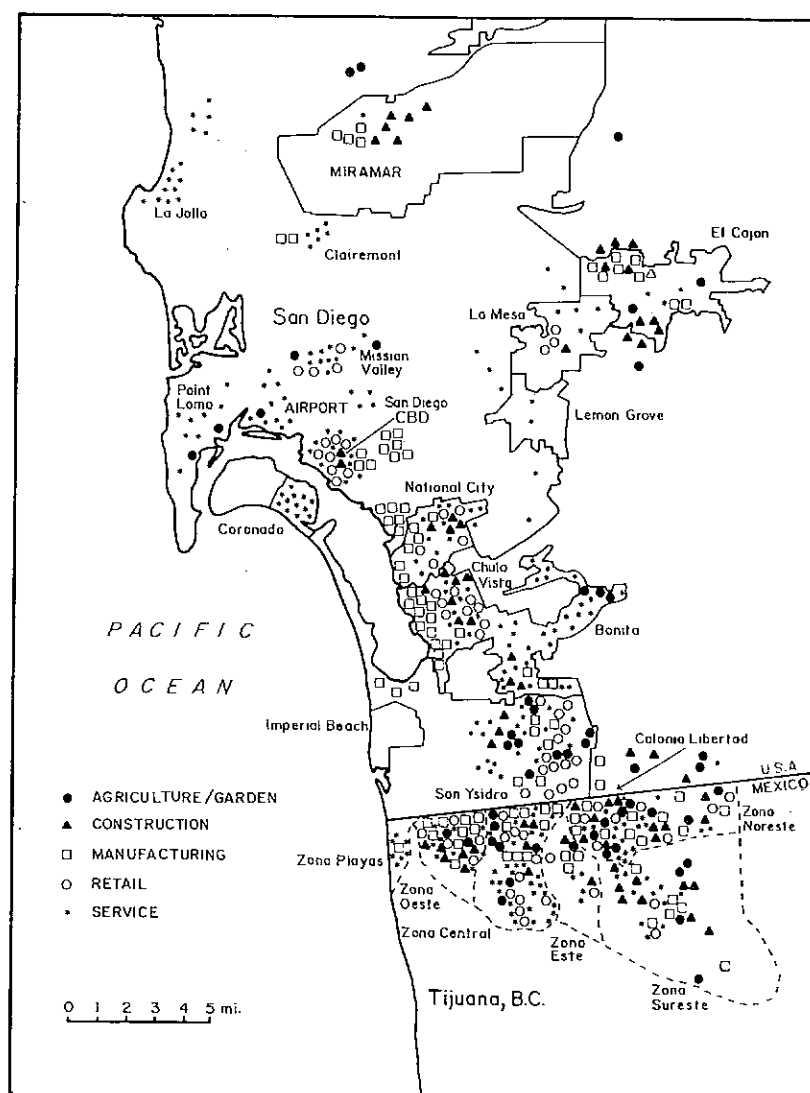 MIRAMAR
La Jolla
El Cajon
Clairemont
San Diego
La Mesa
Mission
Valley
Point
Loma
AIRPORT
San Diego
CBD
Lemon Grove
National City
Coronado
Chula
Vista
Bonita
PACIFIC
OCEAN
Imperial Beach
Colonia Libertad
U.S.A
San Ysidro
MEXICO
AGRICULTURE/GARDEN
CONSTRUCTION
MANUFACTURING
RETAIL
SERVICE
Zona
Noreste
Zona Playas
Zona
Oeste
Zona Central
Zona
Este
Zona
Sureste
Tijuana, B.C.
0 1 2 3 4 5 mi.